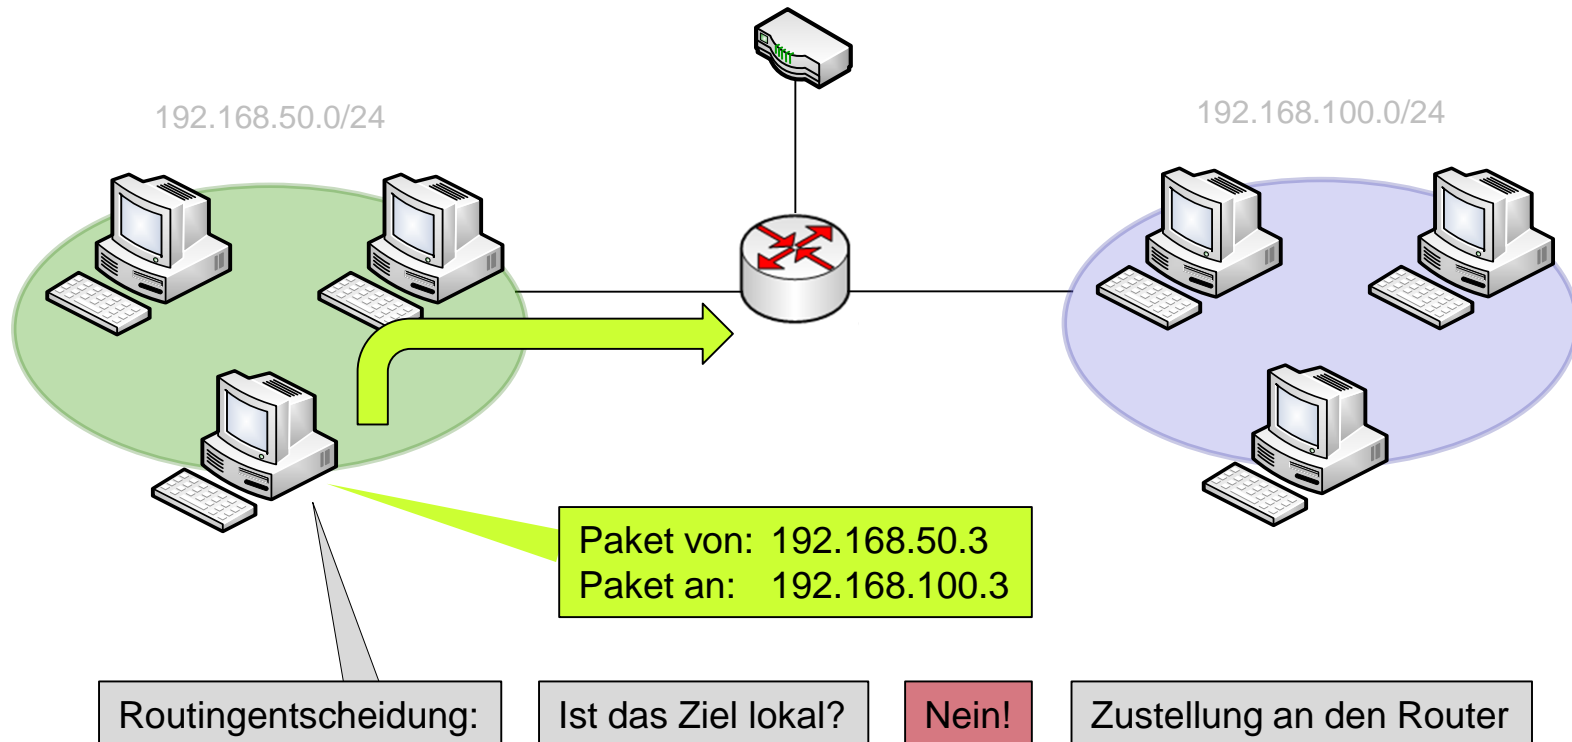 192.168.50.0/24
192.168.100.0/24
Paket von: 192.168.50.3
Paket an: 192.168.100.3
Routingentscheidung:
Ist das Ziel lokal?
Nein!
Zustellung an den Router